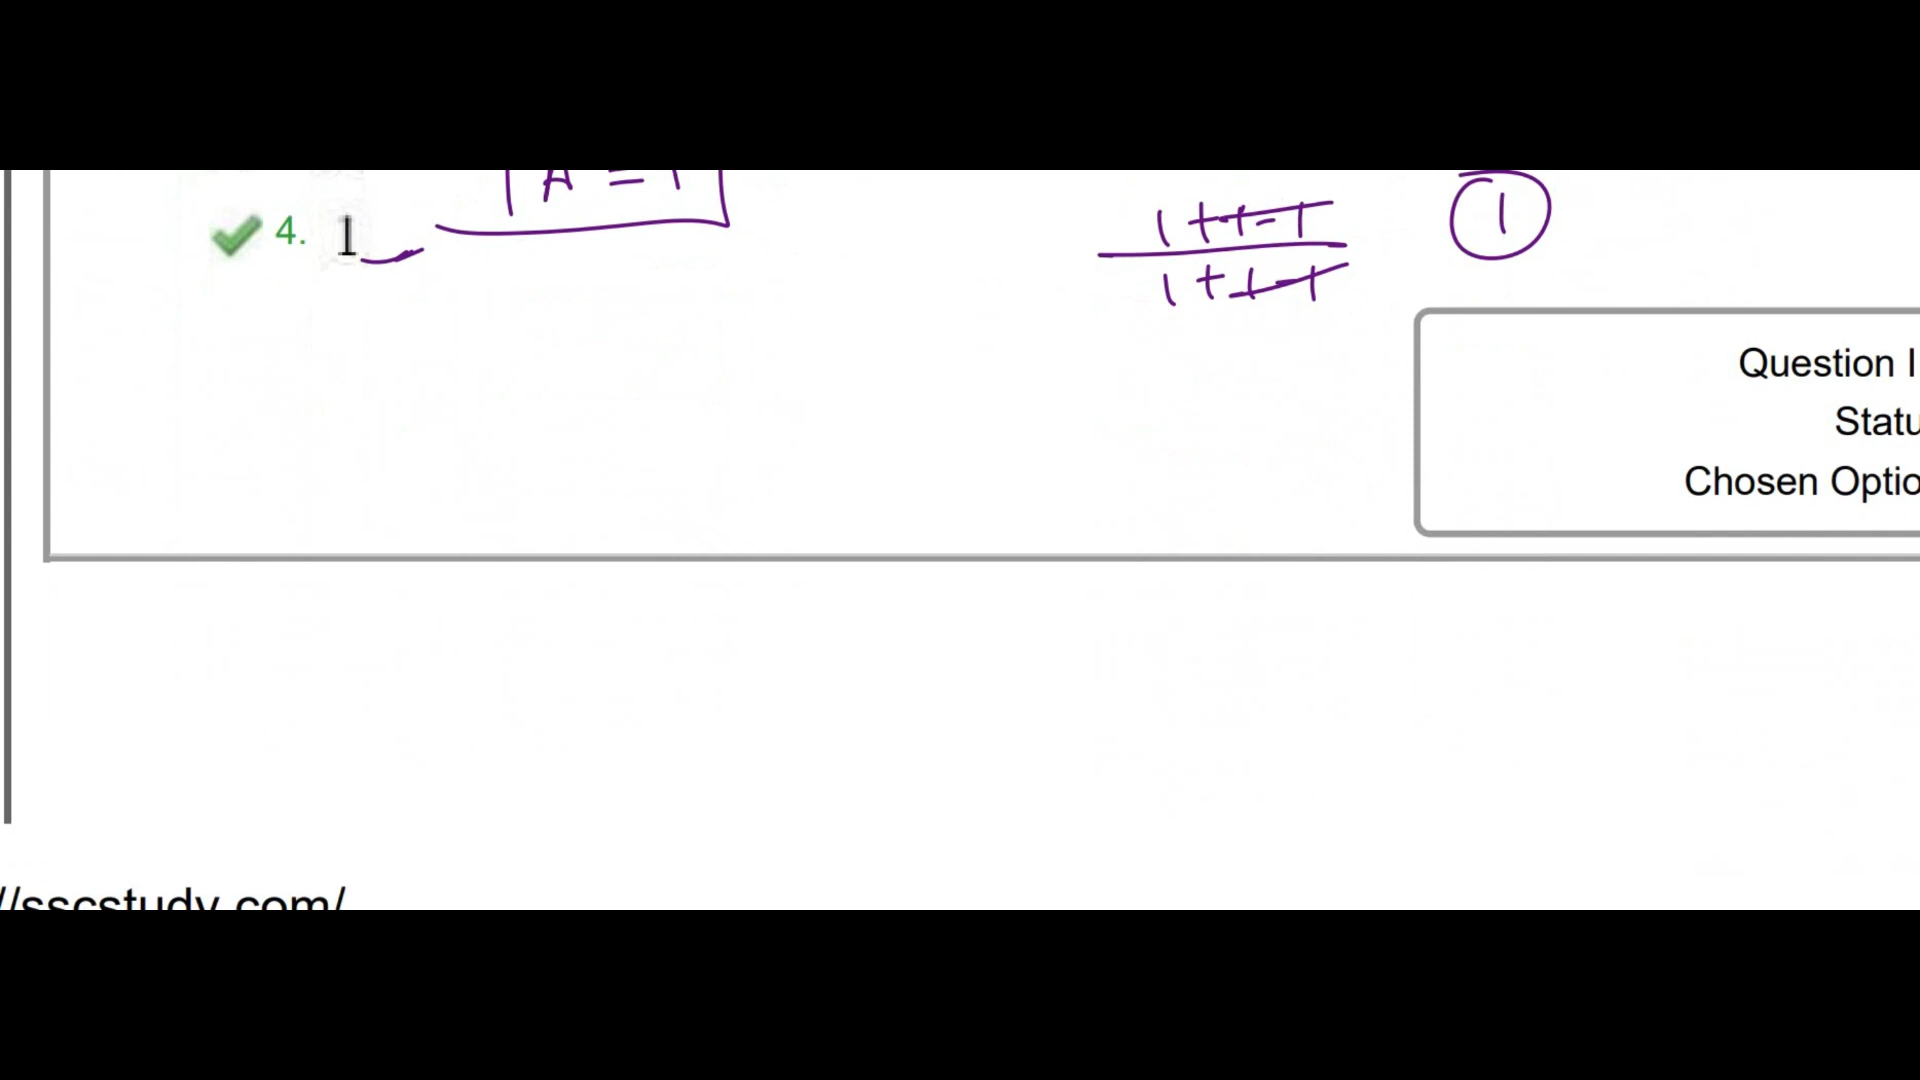 A = 1
4. 1
1 + 1 - 1
1 + 1 - 1
1
Question I
Statu
Chosen Optio
//sscstudy.com/